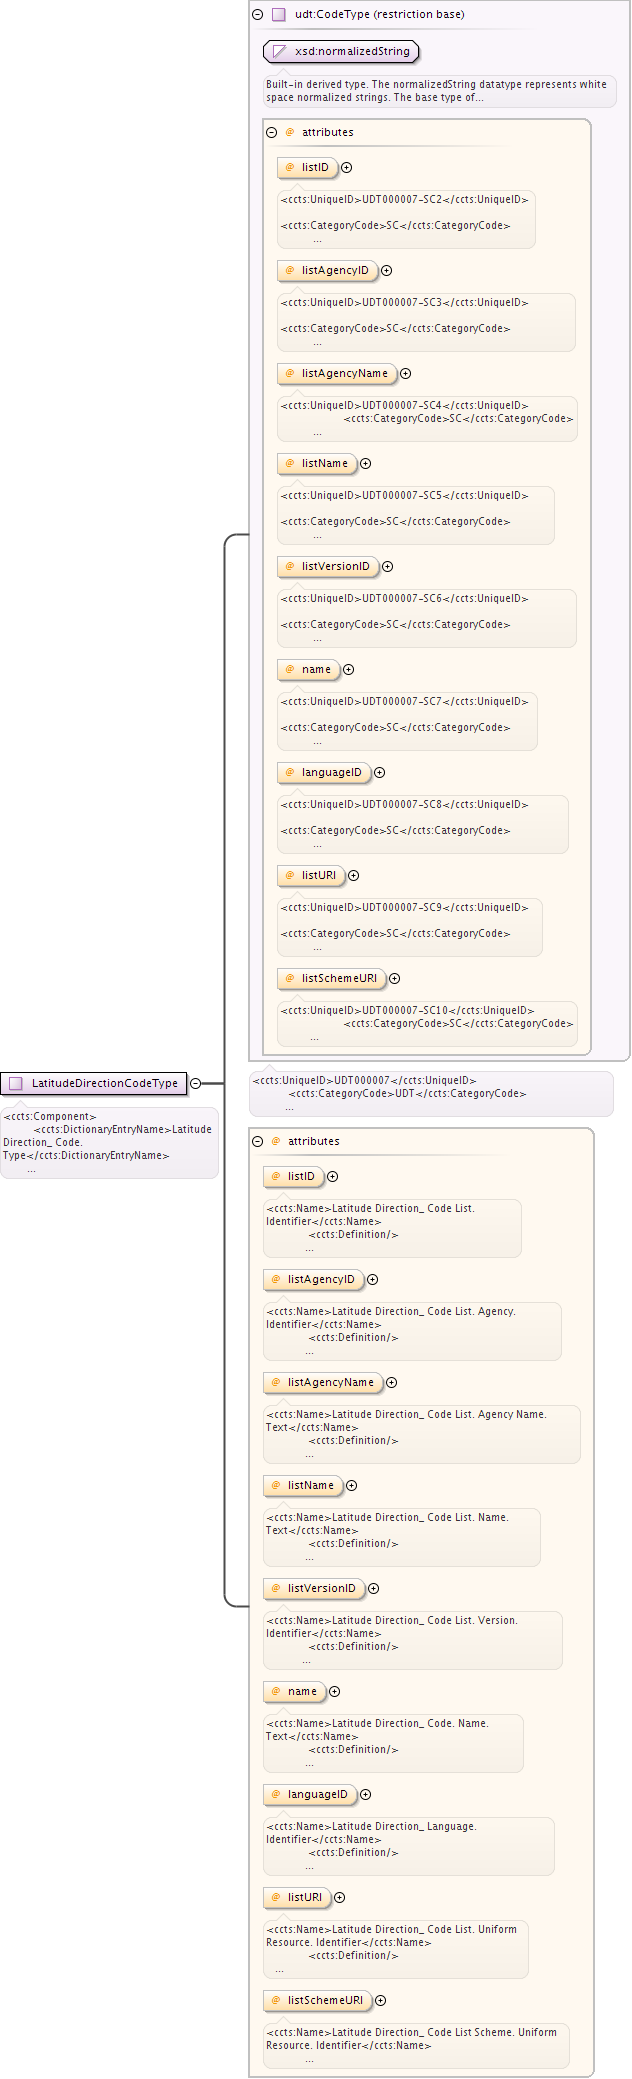 udt:CodeType (restriction base)
xsd:normalizedString
Built-in derived type. The normalizedString datatype represents white
space normalized strings. The base type of...
@ attributes
@ listID
<ccts:UniqueID>UDT000007-SC2</ccts:UniqueID>
<ccts:CategoryCode>SC</ccts:CategoryCode>
...
@ listAgencyID
<ccts:UniqueID>UDT000007-SC3</ccts:UniqueID>
<ccts:CategoryCode>SC</ccts:CategoryCode>
...
@ listAgencyName
<ccts:UniqueID>UDT000007-SC4</ccts:UniqueID>
<ccts:CategoryCode>SC</ccts:CategoryCode>
...
@ listName
<ccts:UniqueID>UDT000007-SC5</ccts:UniqueID>
<ccts:CategoryCode>SC</ccts:CategoryCode>
...
@ listVersionID
<ccts:UniqueID>UDT000007-SC6</ccts:UniqueID>
<ccts:CategoryCode>SC</ccts:CategoryCode>
...
@ name
<ccts:UniqueID>UDT000007-SC7</ccts:UniqueID>
<ccts:CategoryCode>SC</ccts:CategoryCode>
...
@ languageID
<ccts:UniqueID>UDT000007-SC8</ccts:UniqueID>
<ccts:CategoryCode>SC</ccts:CategoryCode>
...
@ listURI
<ccts:UniqueID>UDT000007-SC9</ccts:UniqueID>
<ccts:CategoryCode>SC</ccts:CategoryCode>
...
@ listSchemeURI
<ccts:UniqueID>UDT000007-SC10</ccts:UniqueID>
<ccts:CategoryCode>SC</ccts:CategoryCode>
...
LatitudeDirectionCodeType
<ccts:Component>
<ccts:DictionaryEntryName>Latitude
Direction_ Code.
Type</ccts:DictionaryEntryName>
...
<ccts:UniqueID>UDT000007</ccts:UniqueID>
<ccts:CategoryCode>UDT</ccts:CategoryCode>
...
@ attributes
@ listID
<ccts:Name>Latitude Direction_ Code List.
Identifier</ccts:Name>
<ccts:Definition/>
...
@ listAgencyID
<ccts:Name>Latitude Direction_ Code List. Agency.
Identifier</ccts:Name>
<ccts:Definition/>
...
@ listAgencyName
<ccts:Name>Latitude Direction_ Code List. Agency Name.
Text</ccts:Name>
<ccts:Definition/>
...
@ listName
<ccts:Name>Latitude Direction_ Code List. Name.
Text</ccts:Name>
<ccts:Definition/>
...
@ listVersionID
<ccts:Name>Latitude Direction_ Code List. Version.
Identifier</ccts:Name>
<ccts:Definition/>
...
@ name
<ccts:Name>Latitude Direction_ Code. Name.
Text</ccts:Name>
<ccts:Definition/>
...
@ languageID
<ccts:Name>Latitude Direction_ Language.
Identifier</ccts:Name>
<ccts:Definition/>
...
@ listURI
<ccts:Name>Latitude Direction_ Code List. Uniform
Resource. Identifier</ccts:Name>
<ccts:Definition/>
...
@ listSchemeURI
<ccts:Name>Latitude Direction_ Code List Scheme. Uniform
Resource. Identifier</ccts:Name>
...